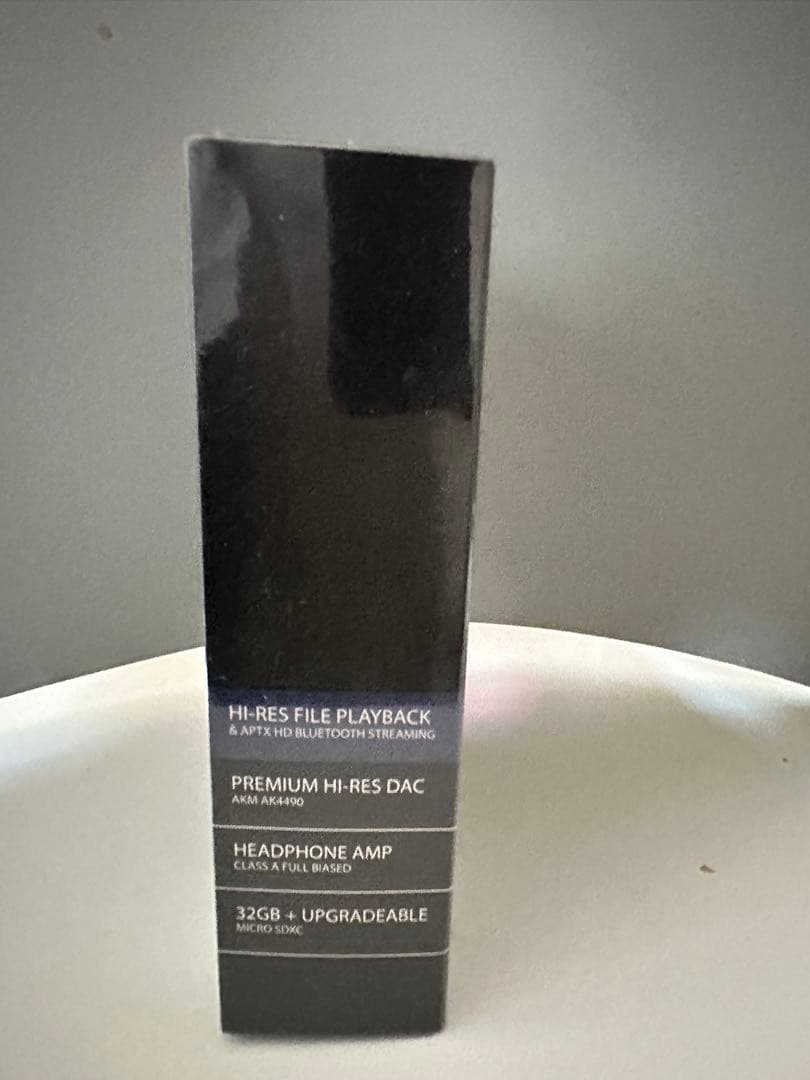 HI-RES FILE PLAYBACK
& APTX HD BLUETOOTH STREAMING
PREMIUM HI-RES DAC
AKM AK4490
HEADPHONE AMP
CLASS A FULL BIASED
32GB + UPGRADEABLE
MICRO SDXC